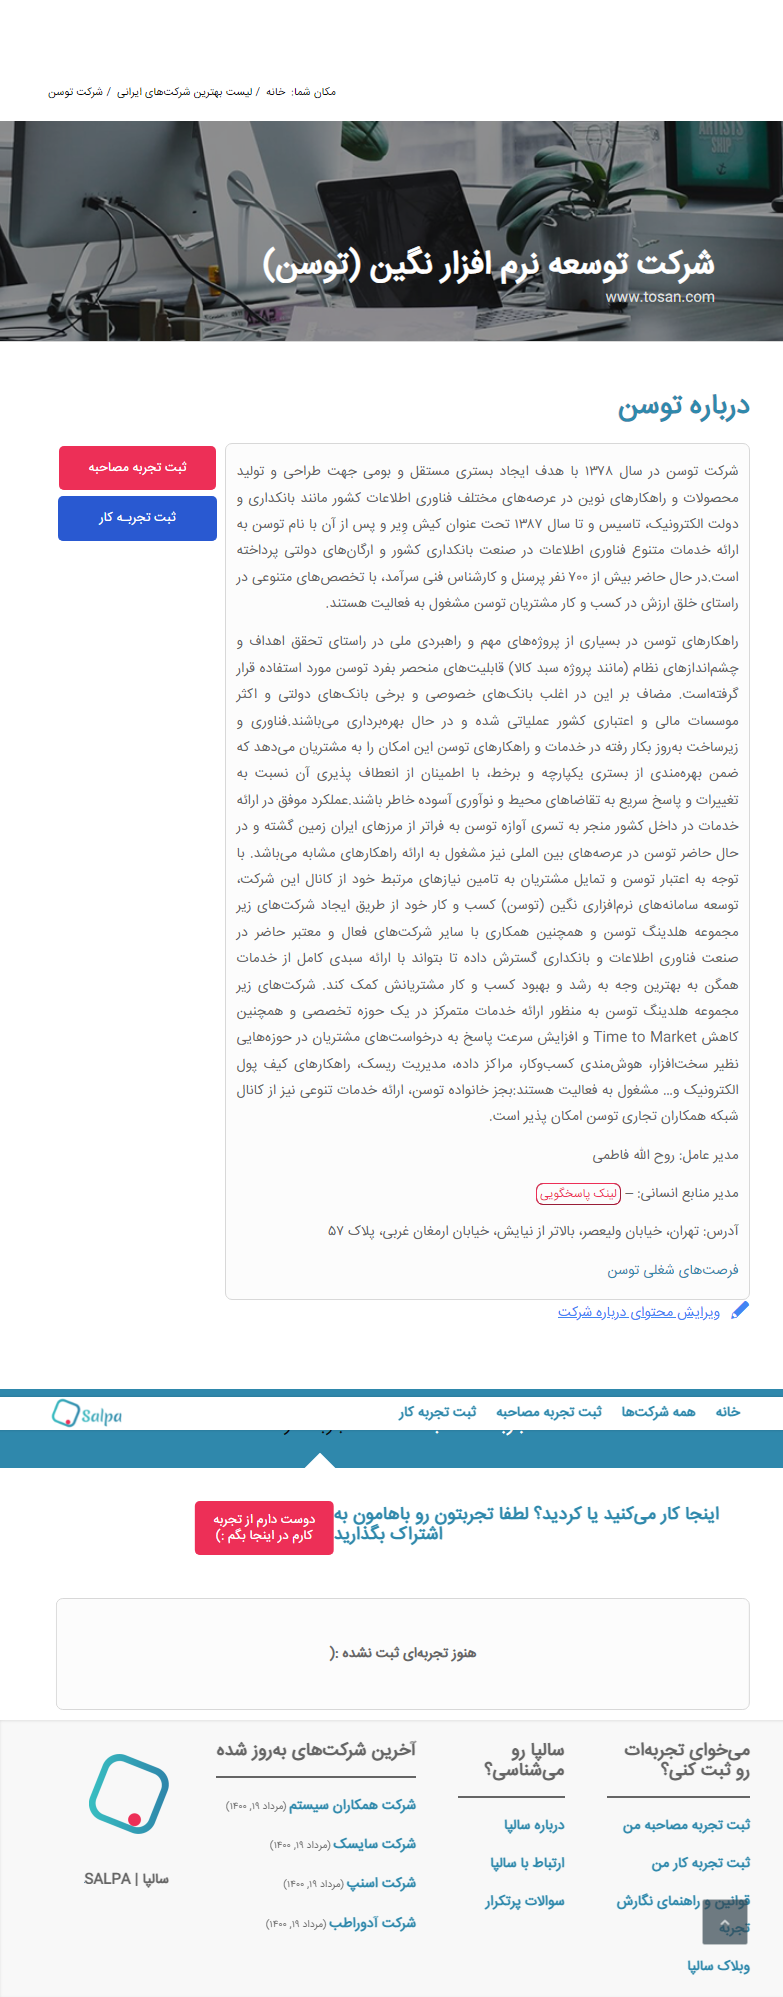 مکان شما: خانه / لیست بهترین شرکت‌های ایرانی / شرکت توسن
ARTISTS
SHIP
شرکت توسعه نرم افزار نگین (توسن)
www.tosan.com
درباره توسن
ثبت تجربه مصاحبه
ثبت تجربـه کار
شرکت توسن در سال ۱۳۷۸ با هدف ایجاد بستری مستقل و بومی جهت طراحی و تولید
محصولات و راهکارهای نوین در عرصه‌های مختلف فناوری اطلاعات کشور مانند بانکداری و
دولت الکترونیک، تاسیس و تا سال ۱۳۸۷ تحت عنوان کیش ویر و پس از آن با نام توسن به
ارائه خدمات متنوع فناوری اطلاعات در صنعت بانکداری کشور و ارگان‌های دولتی پرداخته
است.در حال حاضر بیش از ۷۰۰ نفر پرسنل و کارشناس فنی سرآمد، با تخصص‌های متنوعی در
راستای خلق ارزش در کسب و کار مشتریان توسن مشغول به فعالیت هستند.
راهکارهای توسن در بسیاری از پروژه‌های مهم و راهبردی ملی در راستای تحقق اهداف و
چشم‌اندازهای نظام (مانند پروژه سبد کالا) قابلیت‌های منحصر بفرد توسن مورد استفاده قرار
گرفته‌است. مضاف بر این در اغلب بانک‌های خصوصی و برخی بانک‌های دولتی و اکثر
موسسات مالی و اعتباری کشور عملیاتی شده و در حال بهره‌برداری می‌باشند.فناوری و
زیرساخت به‌روز بکار رفته در خدمات و راهکارهای توسن این امکان را به مشتریان می‌دهد که
ضمن بهره‌مندی از بستری یکپارچه و برخط، با اطمینان از انعطاف پذیری آن نسبت به
تغییرات و پاسخ سریع به تقاضاهای محیط و نوآوری آسوده خاطر باشند.عملکرد موفق در ارائه
خدمات در داخل کشور منجر به تسری آوازه توسن به فراتر از مرزهای ایران زمین گشته و در
حال حاضر توسن در عرصه‌های بین المللی نیز مشغول به ارائه راهکارهای مشابه می‌باشد. با
توجه به اعتبار توسن و تمایل مشتریان به تامین نیازهای مرتبط خود از کانال این شرکت،
توسعه سامانه‌های نرم‌افزاری نگین (توسن) کسب و کار خود از طریق ایجاد شرکت‌های زیر
مجموعه هلدینگ توسن و همچنین همکاری با سایر شرکت‌های فعال و معتبر حاضر در
صنعت فناوری اطلاعات و بانکداری گسترش داده تا بتواند با ارائه سبدی کامل از خدمات
همگن به بهترین وجه به رشد و بهبود کسب و کار مشتریانش کمک کند. شرکت‌های زیر
مجموعه هلدینگ توسن به منظور ارائه خدمات متمرکز در یک حوزه تخصصی و همچنین
کاهش Time to Market و افزایش سرعت پاسخ به درخواست‌های مشتریان در حوزه‌هایی
نظیر سخت‌افزار، هوش‌مندی کسب‌وکار، مراکز داده، مدیریت ریسک، راهکارهای کیف پول
الکترونیک و… مشغول به فعالیت هستند:بجز خانواده توسن، ارائه خدمات تنوعی نیز از کانال
شبکه همکاران تجاری توسن امکان پذیر است.
مدیر عامل: روح الله فاطمی
مدیر منابع انسانی: – لینک پاسخگویی
آدرس: تهران، خیابان ولیعصر، بالاتر از نیایش، خیابان ارمغان غربی، پلاک ۵۷
فرصت‌های شغلی توسن
ویرایش محتوای درباره شرکت
خانه همه شرکت‌ها ثبت تجربه مصاحبه ثبت تجربه کار
Salpa
اینجا کار می‌کنید یا کردید؟ لطفا تجربتون رو باهامون به
اشتراک بگذارید
دوست دارم از تجربه
کارم در اینجا بگم :)
هنوز تجربه‌ای ثبت نشده :(
می‌خوای تجربه‌ات
رو ثبت کنی؟
ثبت تجربه مصاحبه من
ثبت تجربه کار من
قوانین و راهنمای نگارش
تجربه
وبلاگ سالپا
سالپا رو
می‌شناسی؟
درباره سالپا
ارتباط با سالپا
سوالات پرتکرار
آخرین شرکت‌های به‌روز شده
شرکت همکاران سیستم (مرداد ۱۹, ۱۴۰۰)
شرکت سایسک (مرداد ۱۹, ۱۴۰۰)
شرکت اسنپ (مرداد ۱۹, ۱۴۰۰)
شرکت آدوراطب (مرداد ۱۹, ۱۴۰۰)
سالپا | SALPA